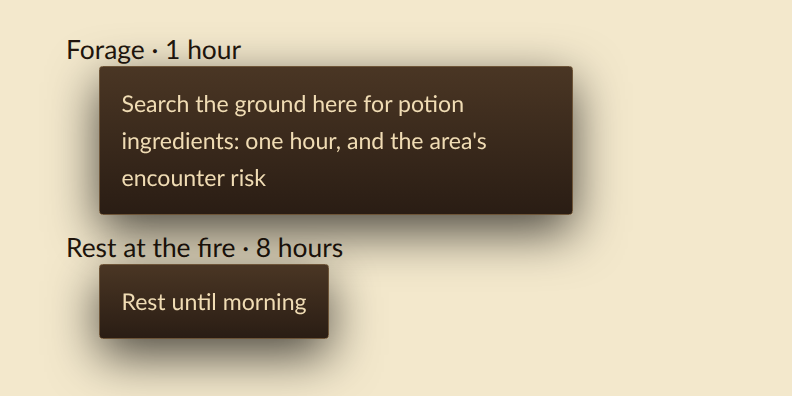 Forage · 1 hour
Search the ground here for potion
ingredients: one hour, and the area's
encounter risk
Rest at the fire · 8 hours
Rest until morning